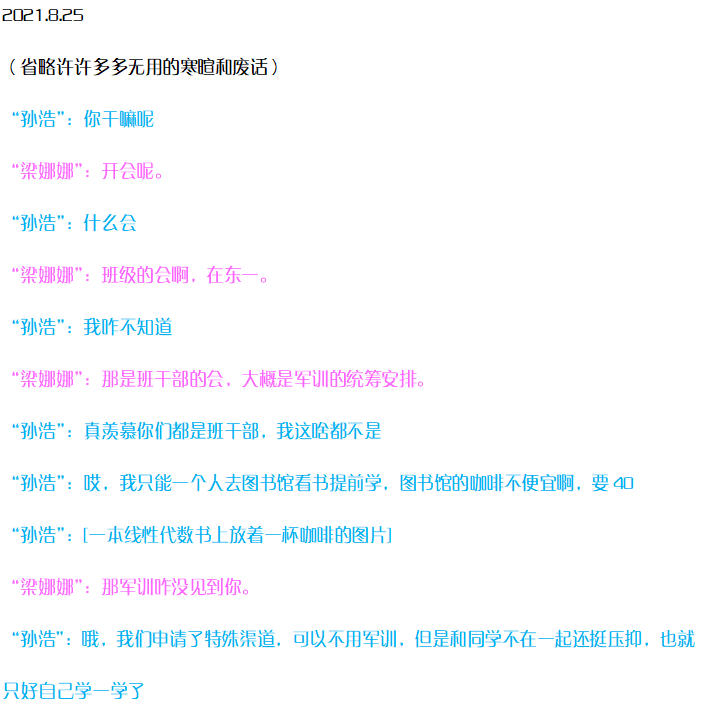 2021.8.25
（省略许许多多无用的寒暄和废话）
“孙浩”：你干嘛呢
“梁娜娜”：开会呢。
“孙浩”：什么会
“梁娜娜”：班级的会啊，在东一。
“孙浩”：我咋不知道
“梁娜娜”：那是班干部的会，大概是军训的统筹安排。
“孙浩”：真羡慕你们都是班干部，我这啥都不是
“孙浩”：哎，我只能一个人去图书馆看书提前学，图书馆的咖啡不便宜啊，要 40
“孙浩”：[一本线性代数书上放着一杯咖啡的图片]
“梁娜娜”：那军训咋没见到你。
“孙浩”：哦，我们申请了特殊渠道，可以不用军训，但是和同学不在一起还挺压抑，也就
只好自己学一学了